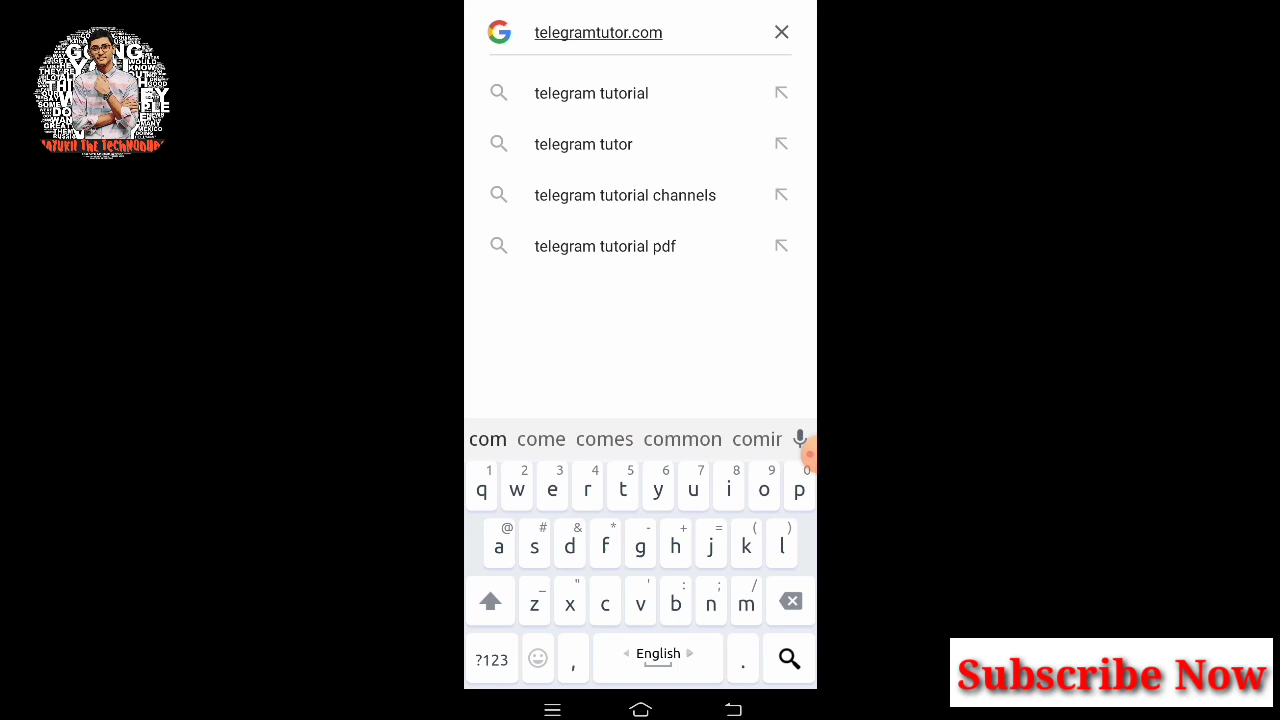 telegramtutor.com
telegram tutorial
telegram tutor
telegram tutorial channels
telegram tutorial pdf
com come comes common comin
1 2 3 4 5 6 7 8 9 0
q w e r t y u i o p
@ # & * - + = ( )
a s d f g h j k l
_ " ' : ; /
z x c v b n m
?123 , English .
Subscribe Now